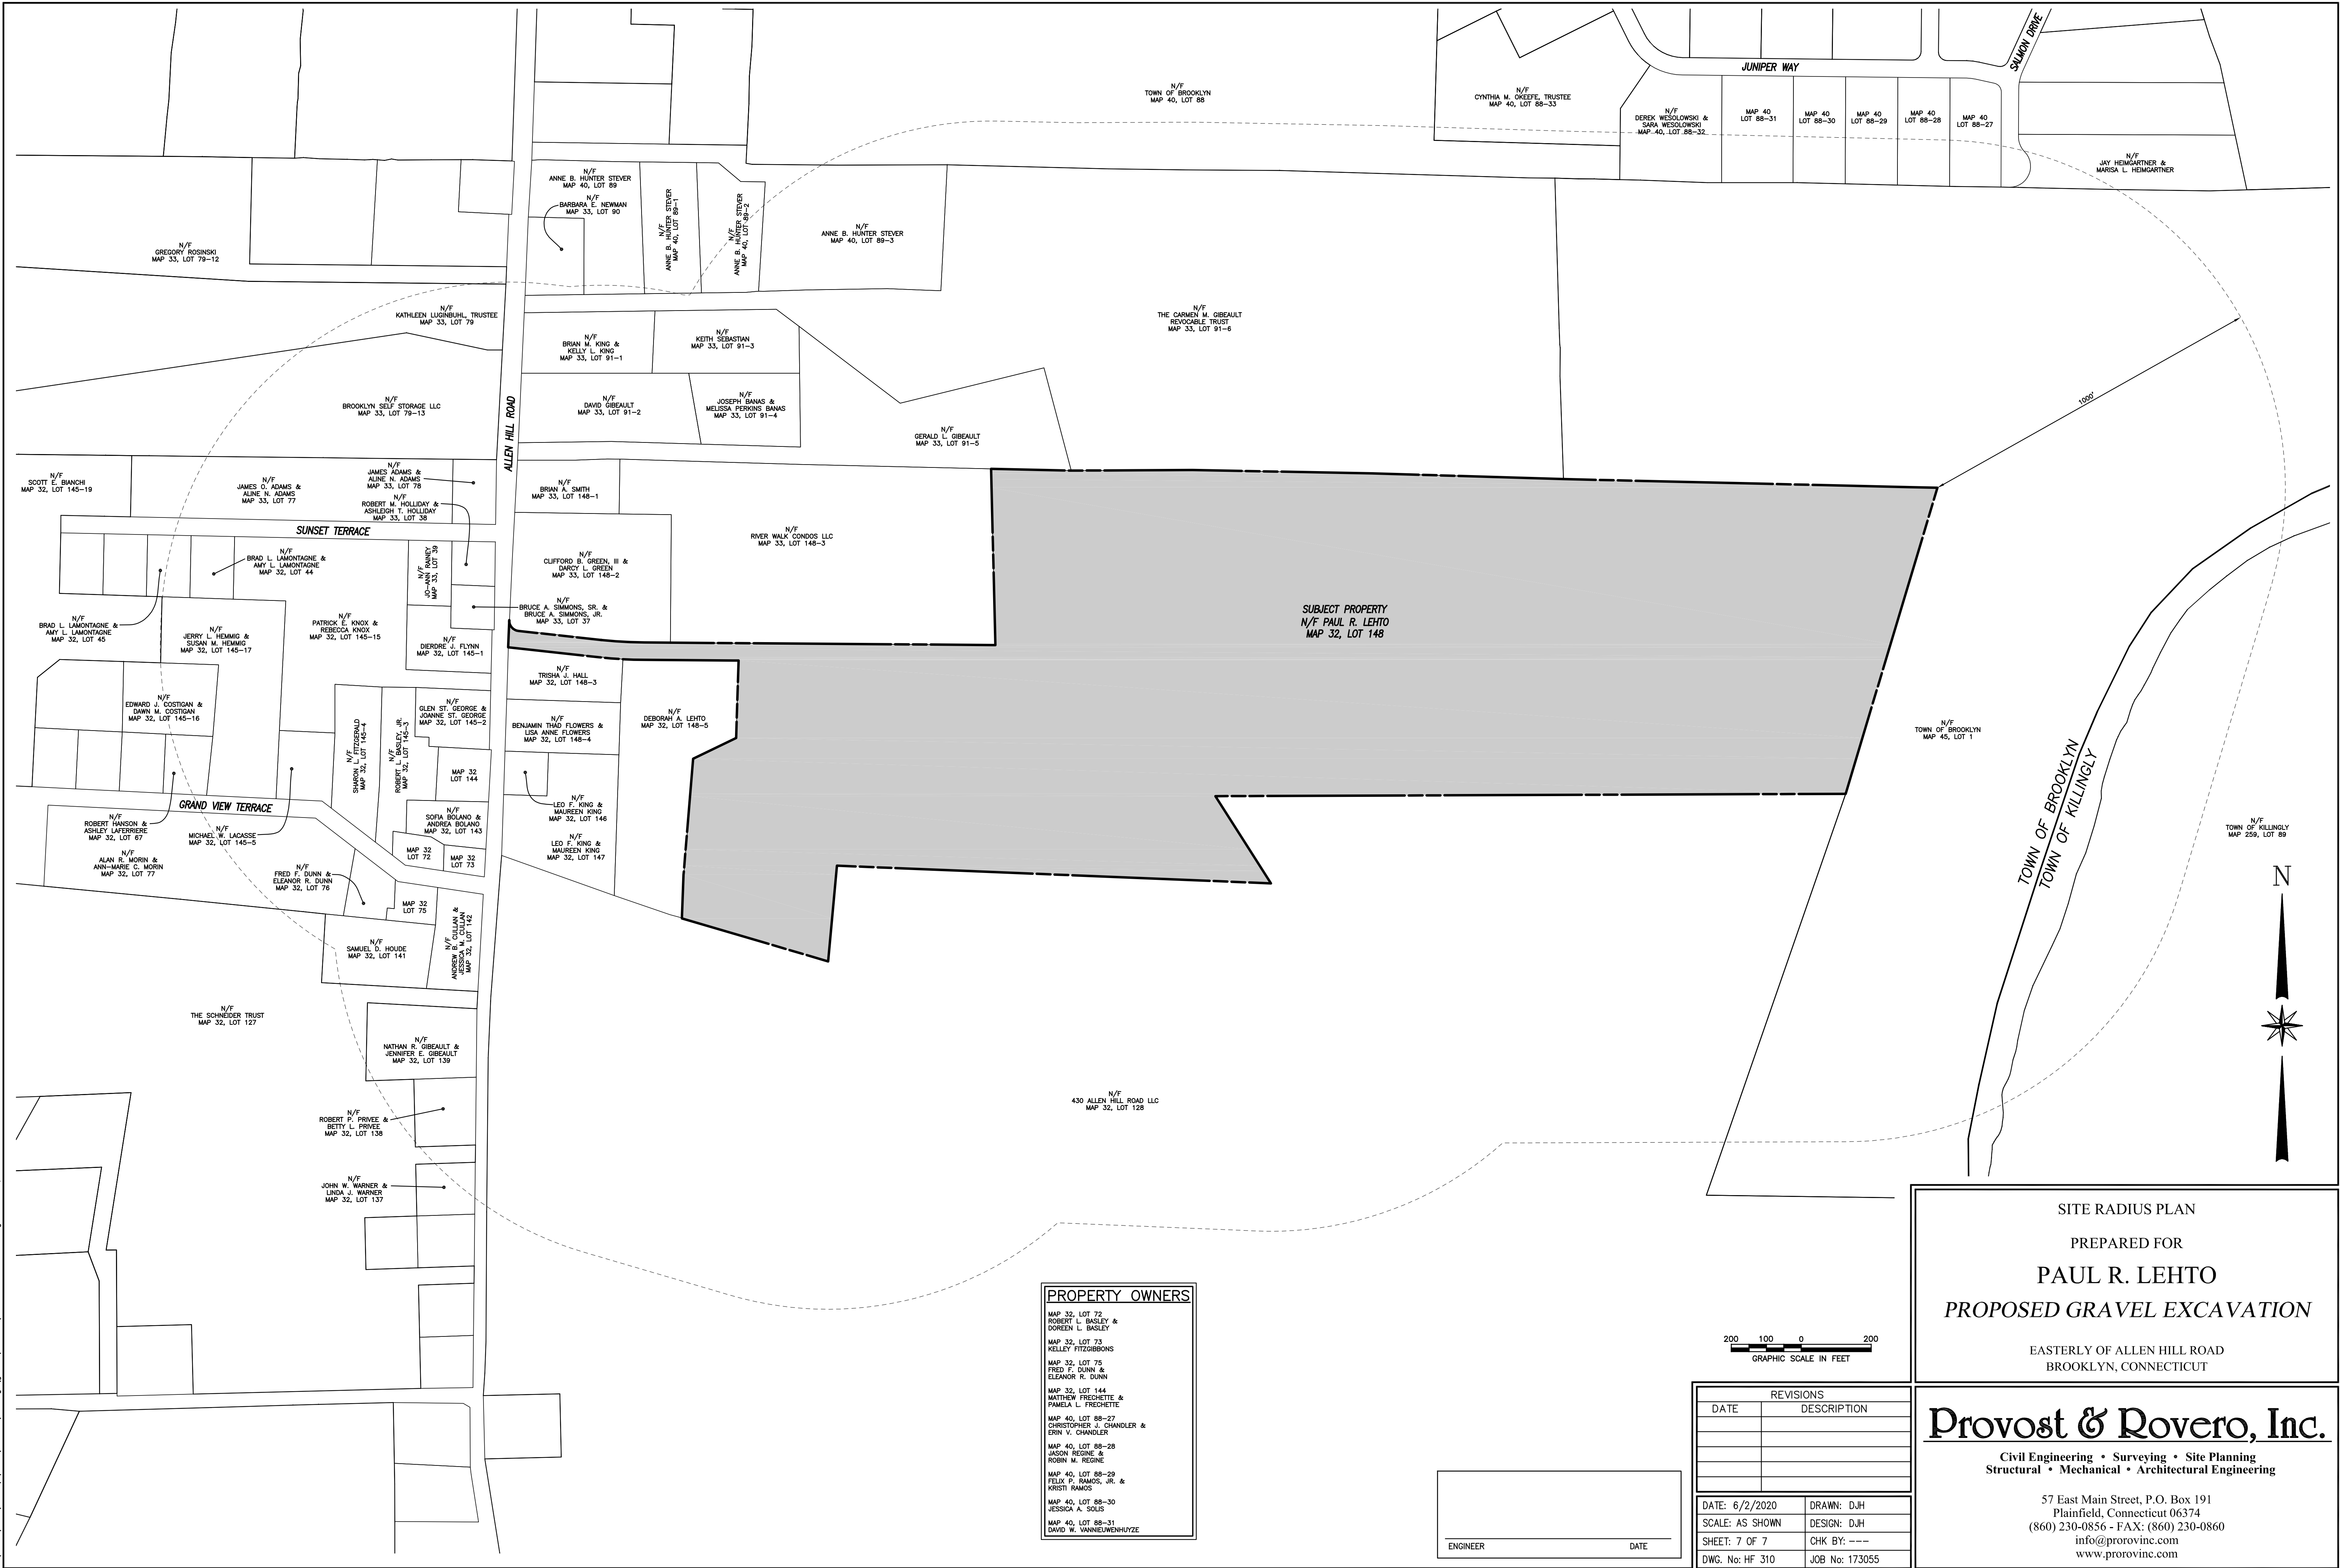 JUNIPER WAY
SALMON DRIVE
N/F
TOWN OF BROOKLYN
MAP 40, LOT 88
N/F
CYNTHIA M. OKEEFE, TRUSTEE
MAP 40, LOT 88-33
N/F
DEREK WESOLOWSKI &
SARA WESOLOWSKI
MAP 40, LOT 88-32
MAP 40
LOT 88-31
MAP 40
LOT 88-30
MAP 40
LOT 88-29
MAP 40
LOT 88-28
MAP 40
LOT 88-27
N/F
JAY HEIMGARTNER &
MARISA L. HEIMGARTNER
N/F
ANNE B. HUNTER STEVER
MAP 40, LOT 89
N/F
BARBARA E. NEWMAN
MAP 33, LOT 90
N/F
ANNE B. HUNTER STEVER
MAP 40, LOT 89-1
N/F
ANNE B. HUNTER STEVER
MAP 40, LOT 89-2
N/F
ANNE B. HUNTER STEVER
MAP 40, LOT 89-3
N/F
GREGORY ROSINSKI
MAP 33, LOT 79-12
N/F
KATHLEEN LUGINBUHL, TRUSTEE
MAP 33, LOT 79
N/F
THE CARMEN M. GIBEAULT
REVOCABLE TRUST
MAP 33, LOT 91-6
N/F
BRIAN M. KING &
KELLY L. KING
MAP 33, LOT 91-1
N/F
KEITH SEBASTIAN
MAP 33, LOT 91-3
N/F
BROOKLYN SELF STORAGE LLC
MAP 33, LOT 79-13
ALLEN HILL ROAD
N/F
DAVID GIBEAULT
MAP 33, LOT 91-2
N/F
JOSEPH BANAS &
MELISSA PERKINS BANAS
MAP 33, LOT 91-4
N/F
GERALD L. GIBEAULT
MAP 33, LOT 91-5
1000'
N/F
SCOTT E. BIANCHI
MAP 32, LOT 145-19
N/F
JAMES O. ADAMS &
ALINE N. ADAMS
MAP 33, LOT 77
N/F
JAMES ADAMS &
ALINE N. ADAMS
MAP 33, LOT 78
N/F
ROBERT M. HOLLIDAY &
ASHLEIGH T. HOLLIDAY
MAP 33, LOT 38
N/F
BRIAN A. SMITH
MAP 33, LOT 148-1
SUNSET TERRACE
N/F
RIVER WALK CONDOS LLC
MAP 33, LOT 148-3
N/F
BRAD L. LAMONTAGNE &
AMY L. LAMONTAGNE
MAP 32, LOT 44
N/F
JO-ANN RAINEY
MAP 33, LOT 39
N/F
CLIFFORD B. GREEN, III &
DARCY L. GREEN
MAP 33, LOT 148-2
N/F
BRUCE A. SIMMONS, SR. &
BRUCE A. SIMMONS, JR.
MAP 33, LOT 37
N/F
BRAD L. LAMONTAGNE &
AMY L. LAMONTAGNE
MAP 32, LOT 45
N/F
JERRY L. HEMMIG &
SUSAN M. HEMMIG
MAP 32, LOT 145-17
N/F
PATRICK E. KNOX &
REBECCA KNOX
MAP 32, LOT 145-15
N/F
DIERDRE J. FLYNN
MAP 32, LOT 145-1
SUBJECT PROPERTY
N/F PAUL R. LEHTO
MAP 32, LOT 148
N/F
TRISHA J. HALL
MAP 32, LOT 148-3
N/F
EDWARD J. COSTIGAN &
DAWN M. COSTIGAN
MAP 32, LOT 145-16
N/F
SHARON L. FITZGERALD
MAP 32, LOT 145-4
N/F
ROBERT L. BASLEY, JR.
MAP 32, LOT 145-3
N/F
GLEN ST. GEORGE &
JOANNE ST. GEORGE
MAP 32, LOT 145-2
N/F
BENJAMIN THAD FLOWERS &
LISA ANNE FLOWERS
MAP 32, LOT 148-4
N/F
DEBORAH A. LEHTO
MAP 32, LOT 148-5
N/F
TOWN OF BROOKLYN
MAP 45, LOT 1
TOWN OF BROOKLYN
TOWN OF KILLINGLY
MAP 32
LOT 144
GRAND VIEW TERRACE
N/F
LEO F. KING &
MAUREEN KING
MAP 32, LOT 146
N/F
ROBERT HANSON &
ASHLEY LAFERRIERE
MAP 32, LOT 67
N/F
MICHAEL W. LACASSE
MAP 32, LOT 145-5
N/F
SOFIA BOLANO &
ANDREA BOLANO
MAP 32, LOT 143
N/F
LEO F. KING &
MAUREEN KING
MAP 32, LOT 147
N/F
TOWN OF KILLINGLY
MAP 259, LOT 89
N/F
ALAN R. MORIN &
ANN-MARIE C. MORIN
MAP 32, LOT 77
MAP 32
LOT 72
MAP 32
LOT 73
N/F
FRED F. DUNN &
ELEANOR R. DUNN
MAP 32, LOT 76
MAP 32
LOT 75
N
N/F
SAMUEL D. HOUDE
MAP 32, LOT 141
N/F
ANDREW B. CULLAN &
JESSICA M. CULLAN
MAP 32, LOT 142
N/F
THE SCHNEIDER TRUST
MAP 32, LOT 127
N/F
NATHAN R. GIBEAULT &
JENNIFER E. GIBEAULT
MAP 32, LOT 139
N/F
430 ALLEN HILL ROAD LLC
MAP 32, LOT 128
N/F
ROBERT P. PRIVEE &
BETTY L. PRIVEE
MAP 32, LOT 138
N/F
JOHN W. WARNER &
LINDA J. WARNER
MAP 32, LOT 137
PROPERTY OWNERS
MAP 32, LOT 72
ROBERT L. BASLEY &
DOREEN L. BASLEY
MAP 32, LOT 73
KELLEY FITZGIBBONS
MAP 32, LOT 75
FRED F. DUNN &
ELEANOR R. DUNN
MAP 32, LOT 144
MATTHEW FRECHETTE &
PAMELA L. FRECHETTE
MAP 40, LOT 88-27
CHRISTOPHER J. CHANDLER &
ERIN V. CHANDLER
MAP 40, LOT 88-28
JASON REGINE &
ROBIN M. REGINE
MAP 40, LOT 88-29
FELIX P. RAMOS, JR. &
KRISTI RAMOS
MAP 40, LOT 88-30
JESSICA A. SOLIS
MAP 40, LOT 88-31
DAVID W. VANNIEUWENHUYZE
200 100 0 200
GRAPHIC SCALE IN FEET
ENGINEER DATE
SITE RADIUS PLAN
PREPARED FOR
PAUL R. LEHTO
PROPOSED GRAVEL EXCAVATION
EASTERLY OF ALLEN HILL ROAD
BROOKLYN, CONNECTICUT
REVISIONS
DATE DESCRIPTION
DATE: 6/2/2020 DRAWN: DJH
SCALE: AS SHOWN DESIGN: DJH
SHEET: 7 OF 7 CHK BY: ---
DWG. No: HF 310 JOB No: 173055
Provost & Rovero, Inc.
Civil Engineering • Surveying • Site Planning
Structural • Mechanical • Architectural Engineering
57 East Main Street, P.O. Box 191
Plainfield, Connecticut 06374
(860) 230-0856 - FAX: (860) 230-0860
info@prorovinc.com
www.prorovinc.com